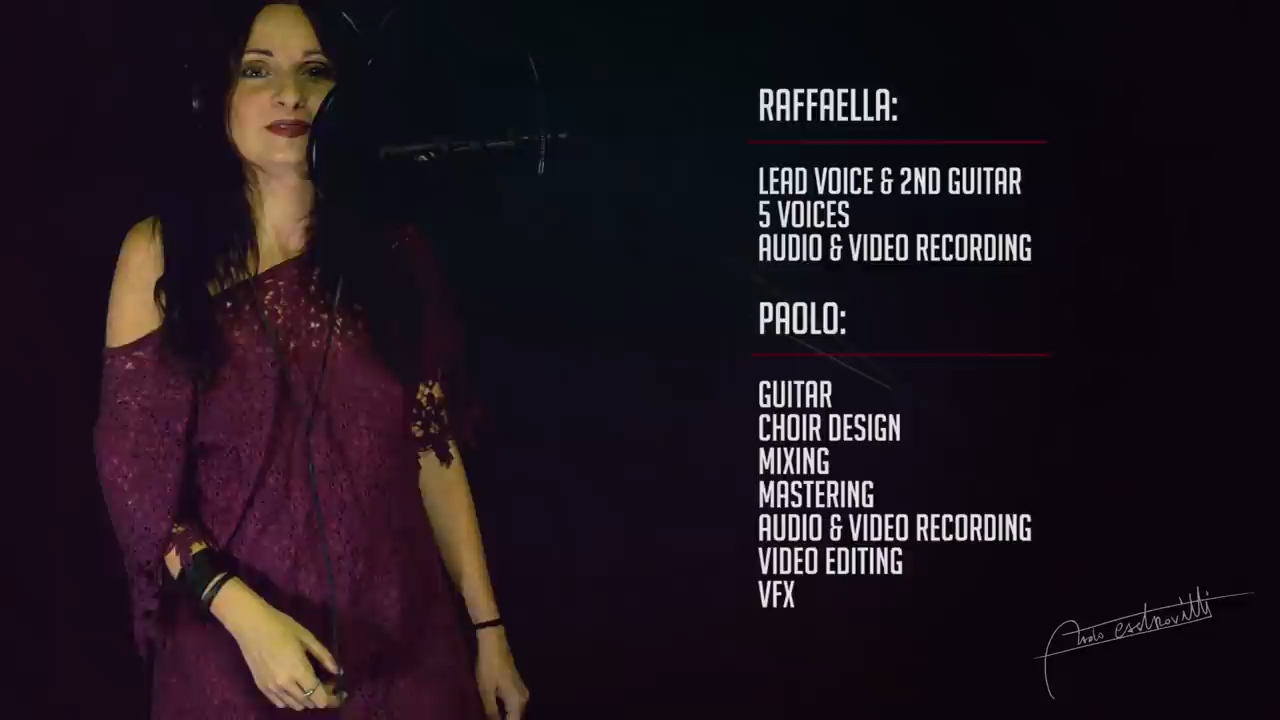 RAFFAELLA:
LEAD VOICE & 2ND GUITAR
5 VOICES
AUDIO & VIDEO RECORDING
PAOLO:
GUITAR
CHOIR DESIGN
MIXING
MASTERING
AUDIO & VIDEO RECORDING
VIDEO EDITING
VFX